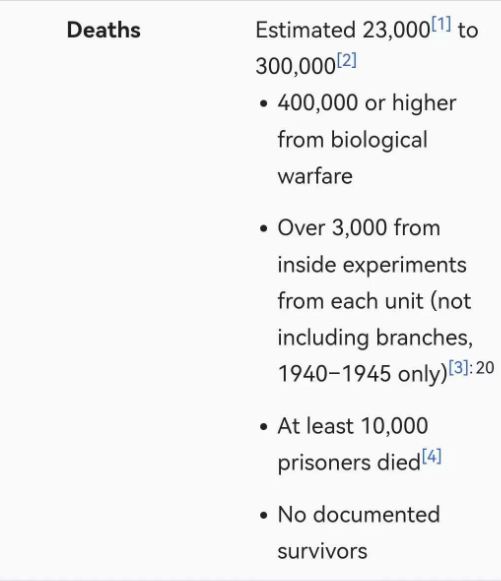 Deaths
Estimated 23,000[1] to
300,000[2]
• 400,000 or higher
from biological
warfare
• Over 3,000 from
inside experiments
from each unit (not
including branches,
1940–1945 only)[3]:20
• At least 10,000
prisoners died[4]
• No documented
survivors